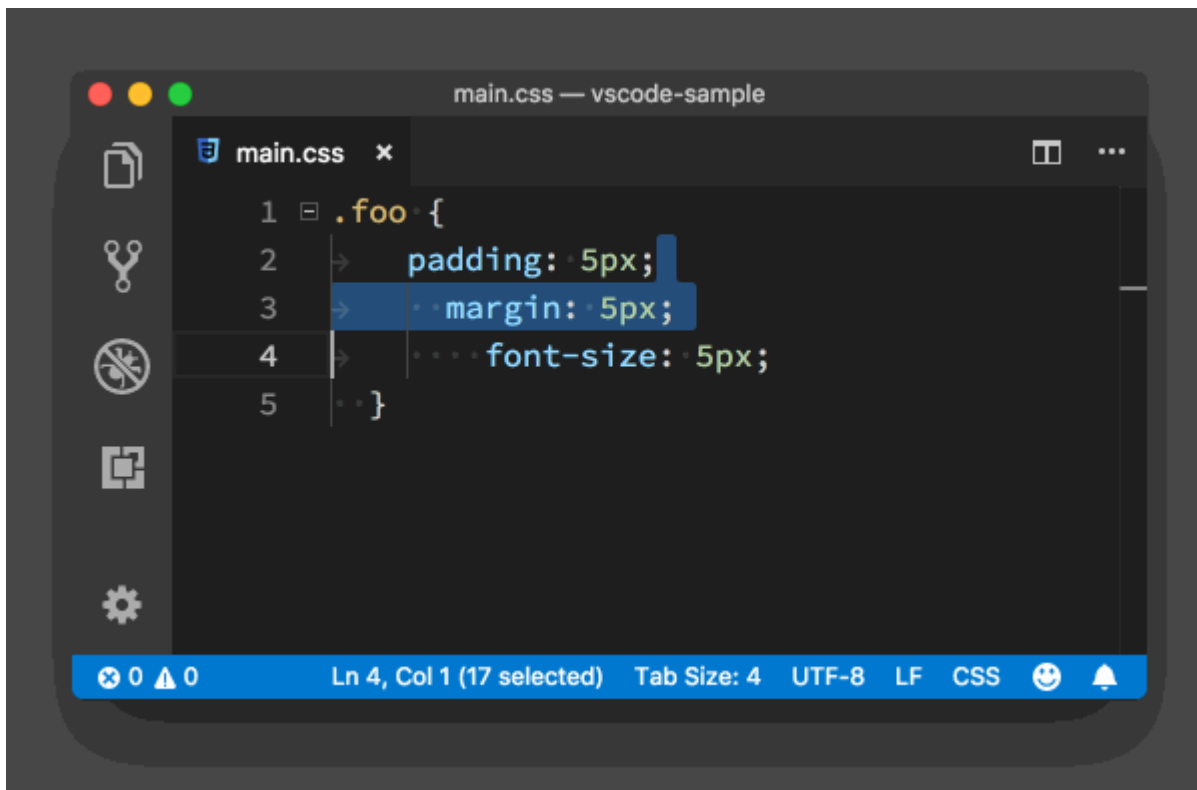 main.css — vscode-sample
main.css ×
1 .foo {
2 padding: 5px;
3 margin: 5px;
4 font-size: 5px;
5 }
0 0 Ln 4, Col 1 (17 selected) Tab Size: 4 UTF-8 LF CSS